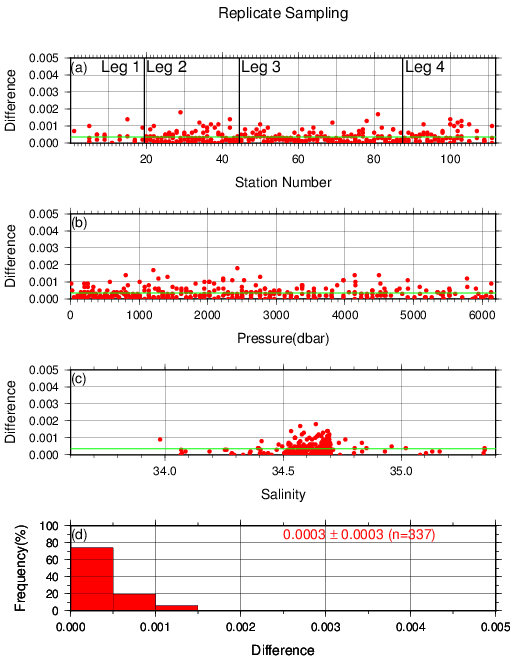 Replicate Sampling
0.005
0.004
0.003
0.002
0.001
0.000
Difference
(a) Leg 1 Leg 2 Leg 3 Leg 4
20 40 60 80 100
Station Number
0.005
0.004
0.003
0.002
0.001
0.000
Difference
(b)
0 1000 2000 3000 4000 5000 6000
Pressure(dbar)
0.005
0.004
0.003
0.002
0.001
0.000
Difference
(c)
34.0 34.5 35.0
Salinity
100
80
60
40
20
0
Frequency(%)
(d) 0.0003 ± 0.0003 (n=337)
0.000 0.001 0.002 0.003 0.004 0.005
Difference